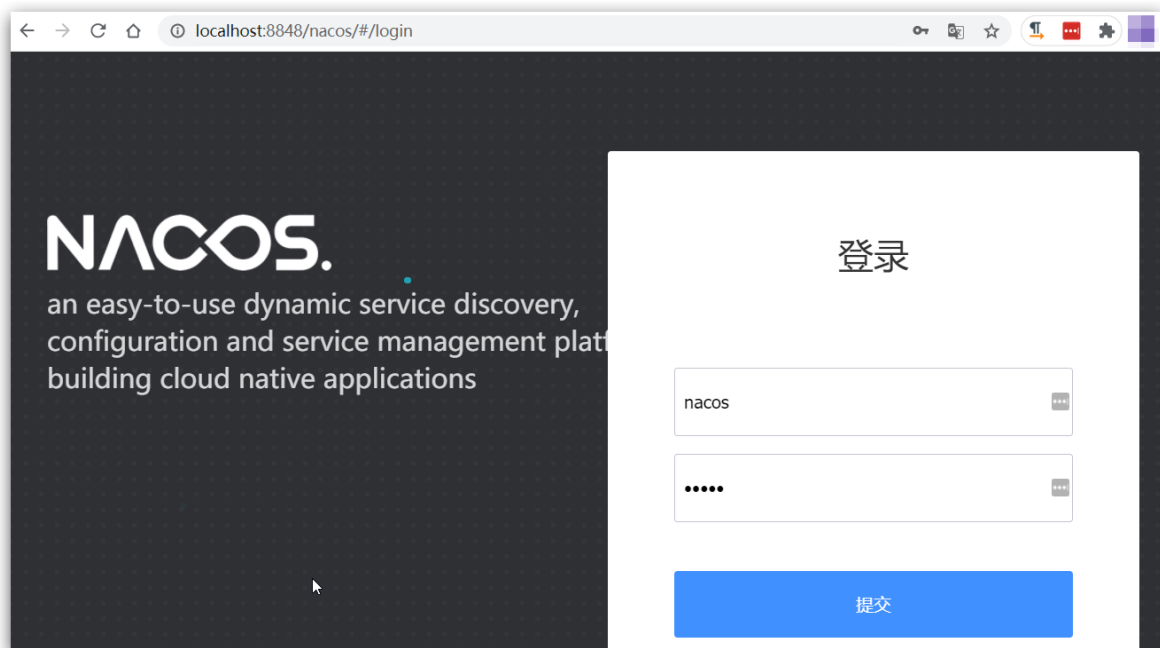 localhost:8848/nacos/#/login
NACOS.
an easy-to-use dynamic service discovery,
configuration and service management platf
building cloud native applications
登录
nacos
•••••
提交